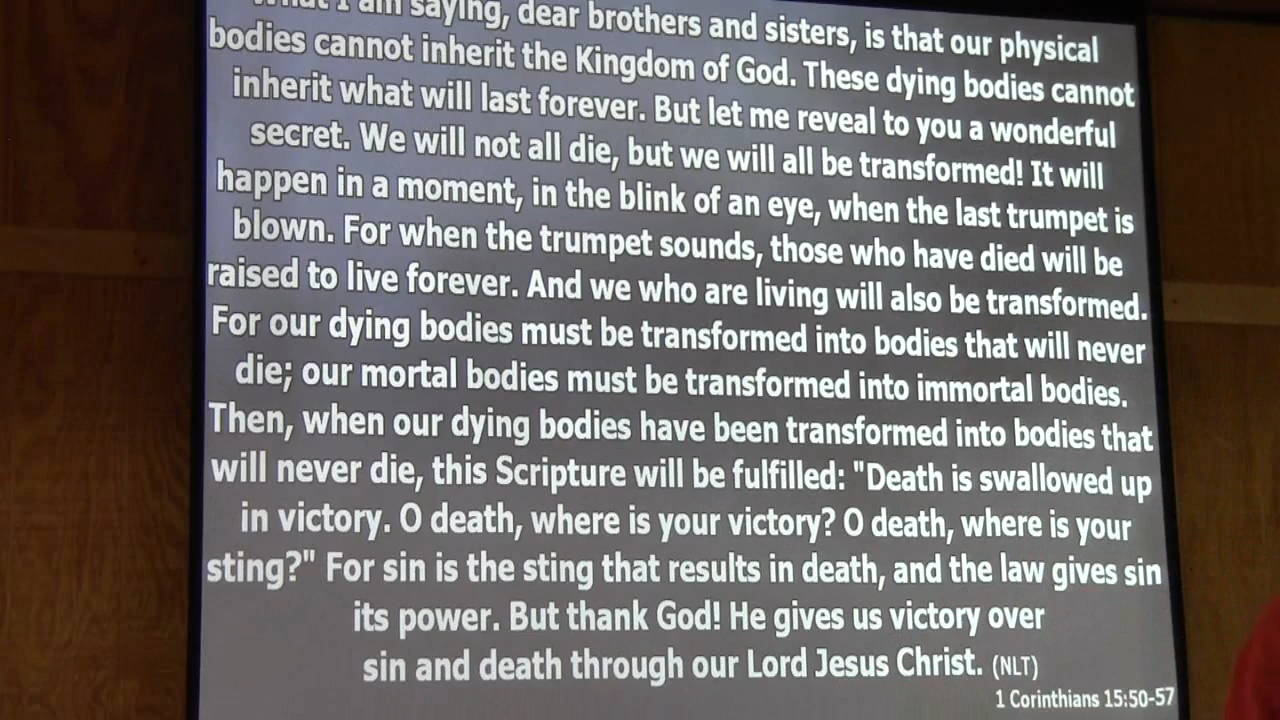 What I am saying, dear brothers and sisters, is that our physical
bodies cannot inherit the Kingdom of God. These dying bodies cannot
inherit what will last forever. But let me reveal to you a wonderful
secret. We will not all die, but we will all be transformed! It will
happen in a moment, in the blink of an eye, when the last trumpet is
blown. For when the trumpet sounds, those who have died will be
raised to live forever. And we who are living will also be transformed.
For our dying bodies must be transformed into bodies that will never
die; our mortal bodies must be transformed into immortal bodies.
Then, when our dying bodies have been transformed into bodies that
will never die, this Scripture will be fulfilled: "Death is swallowed up
in victory. O death, where is your victory? O death, where is your
sting?" For sin is the sting that results in death, and the law gives sin
its power. But thank God! He gives us victory over
sin and death through our Lord Jesus Christ. (NLT)
1 Corinthians 15:50-57